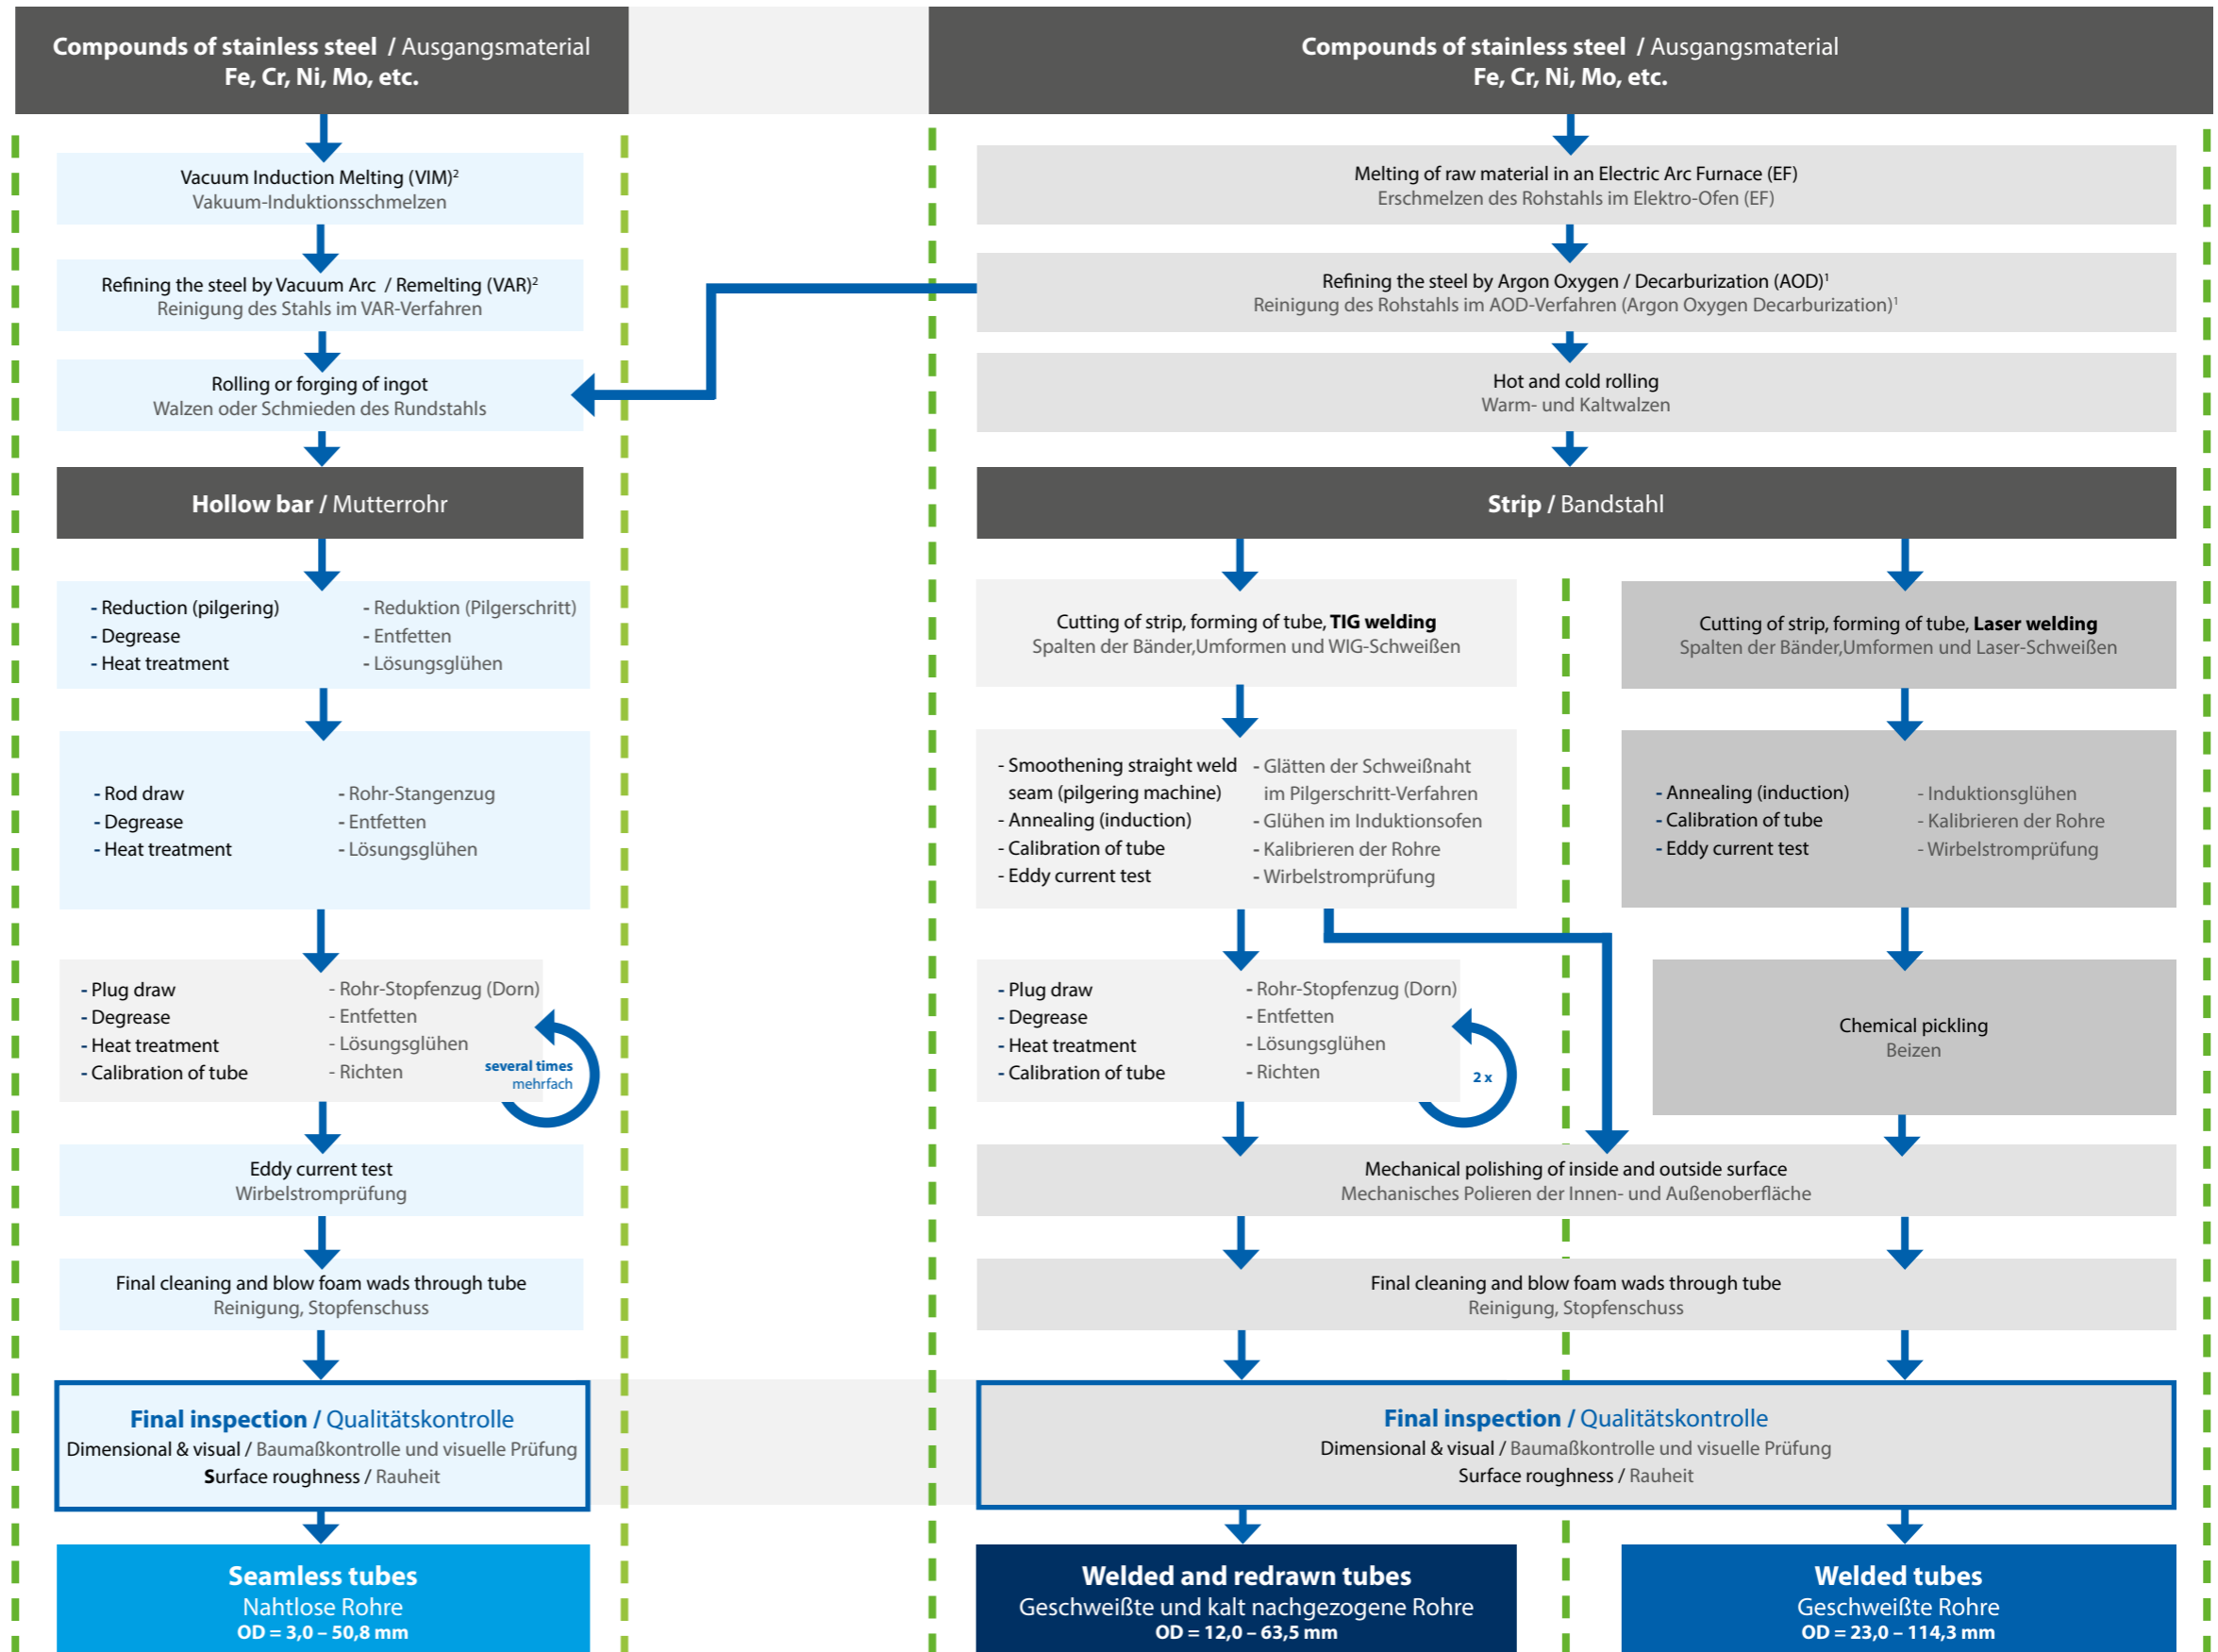 Compounds of stainless steel / Ausgangsmaterial
Fe, Cr, Ni, Mo, etc.
Vacuum Induction Melting (VIM)²
Vakuum-Induktionsschmelzen
Refining the steel by Vacuum Arc / Remelting (VAR)²
Reinigung des Stahls im VAR-Verfahren
Rolling or forging of ingot
Walzen oder Schmieden des Rundstahls
Hollow bar / Mutterrohr
- Reduction (pilgering)
- Degrease
- Heat treatment
- Reduktion (Pilgerschritt)
- Entfetten
- Lösungsglühen
- Rod draw
- Degrease
- Heat treatment
- Rohr-Stangenzug
- Entfetten
- Lösungsglühen
- Plug draw
- Degrease
- Heat treatment
- Calibration of tube
- Rohr-Stopfenzug (Dorn)
- Entfetten
- Lösungsglühen
- Richten
several times
mehrfach
Eddy current test
Wirbelstromprüfung
Final cleaning and blow foam wads through tube
Reinigung, Stopfenschuss
Final inspection / Qualitätskontrolle
Dimensional & visual / Baumaßkontrolle und visuelle Prüfung
Surface roughness / Rauheit
Seamless tubes
Nahtlose Rohre
OD = 3,0 – 50,8 mm
Compounds of stainless steel / Ausgangsmaterial
Fe, Cr, Ni, Mo, etc.
Melting of raw material in an Electric Arc Furnace (EF)
Erschmelzen des Rohstahls im Elektro-Ofen (EF)
Refining the steel by Argon Oxygen / Decarburization (AOD)¹
Reinigung des Rohstahls im AOD-Verfahren (Argon Oxygen Decarburization)¹
Hot and cold rolling
Warm- und Kaltwalzen
Strip / Bandstahl
Cutting of strip, forming of tube, TIG welding
Spalten der Bänder,Umformen und WIG-Schweißen
- Smoothening straight weld
seam (pilgering machine)
- Annealing (induction)
- Calibration of tube
- Eddy current test
- Glätten der Schweißnaht
im Pilgerschritt-Verfahren
- Glühen im Induktionsofen
- Kalibrieren der Rohre
- Wirbelstromprüfung
- Plug draw
- Degrease
- Heat treatment
- Calibration of tube
- Rohr-Stopfenzug (Dorn)
- Entfetten
- Lösungsglühen
- Richten
2 x
Cutting of strip, forming of tube, Laser welding
Spalten der Bänder,Umformen und Laser-Schweißen
- Annealing (induction)
- Calibration of tube
- Eddy current test
- Induktionsglühen
- Kalibrieren der Rohre
- Wirbelstromprüfung
Chemical pickling
Beizen
Mechanical polishing of inside and outside surface
Mechanisches Polieren der Innen- und Außenoberfläche
Final cleaning and blow foam wads through tube
Reinigung, Stopfenschuss
Final inspection / Qualitätskontrolle
Dimensional & visual / Baumaßkontrolle und visuelle Prüfung
Surface roughness / Rauheit
Welded and redrawn tubes
Geschweißte und kalt nachgezogene Rohre
OD = 12,0 – 63,5 mm
Welded tubes
Geschweißte Rohre
OD = 23,0 – 114,3 mm